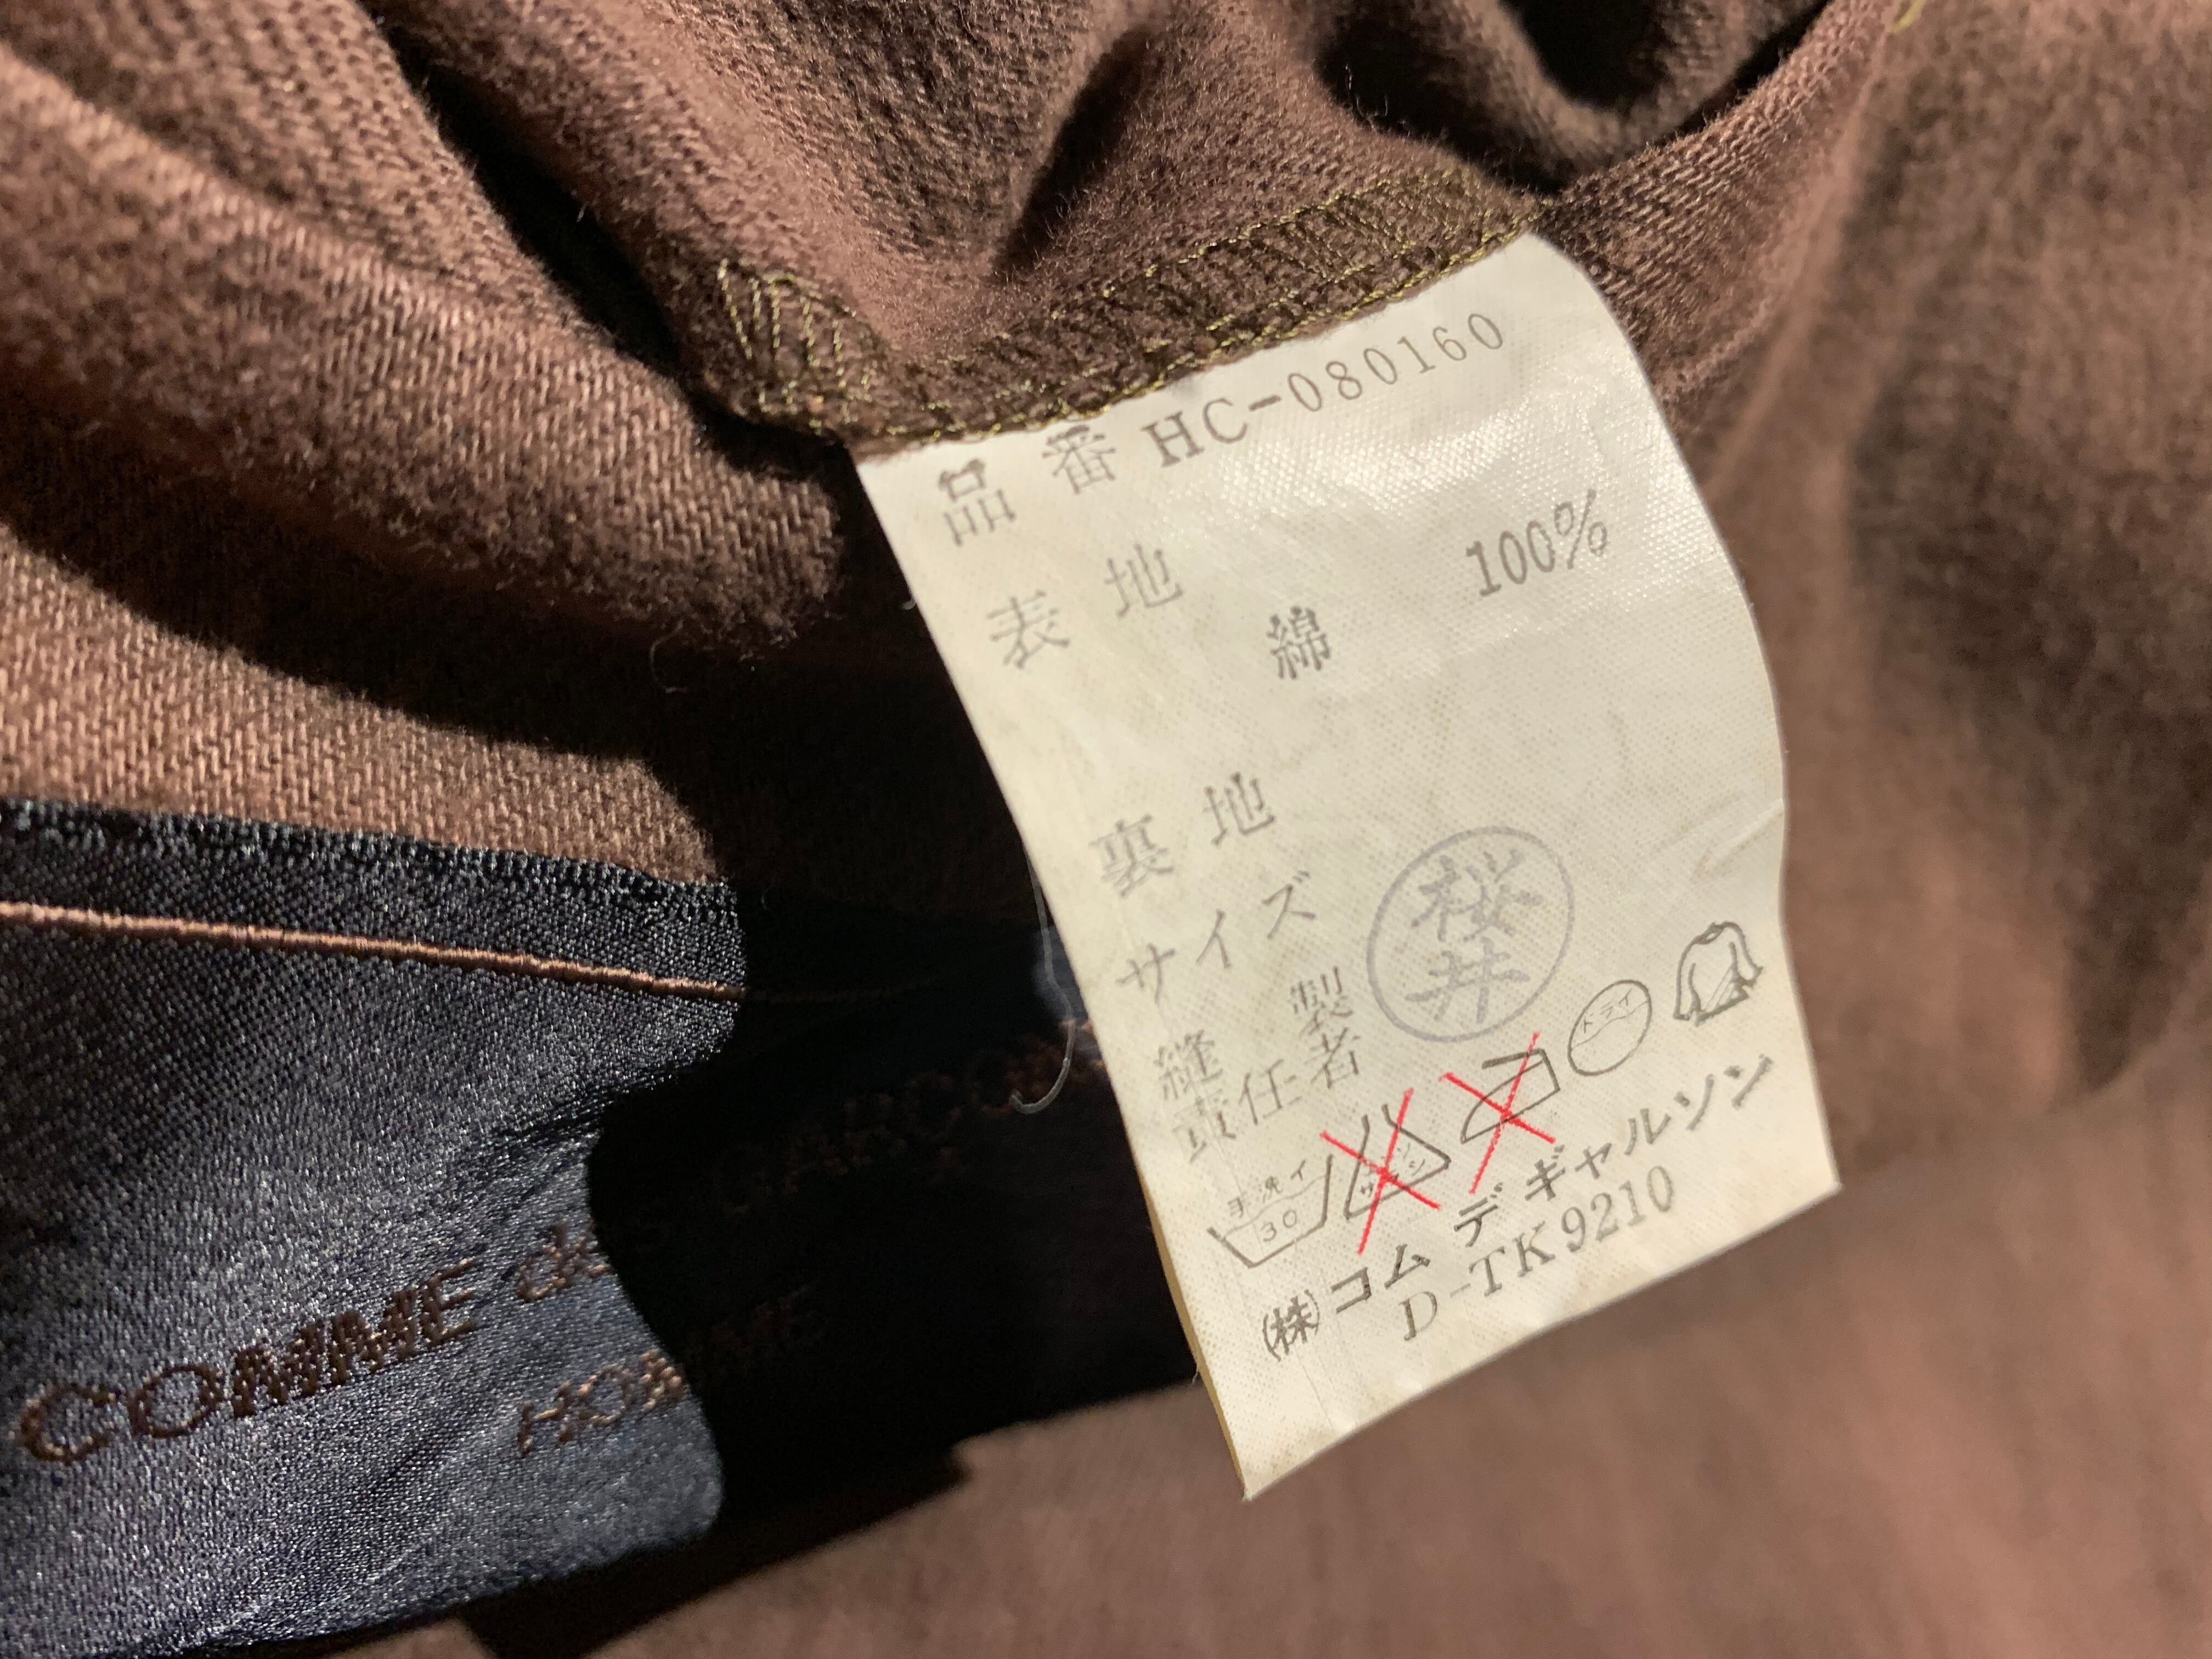 品番 HC-080160
表地
綿 100%
裏地
サイズ
縫製
責任者
桜井
手洗イ
30
ドライ
(株)コム デ ギャルソン
D-TK9210
COMME des GARCONS
HOMME